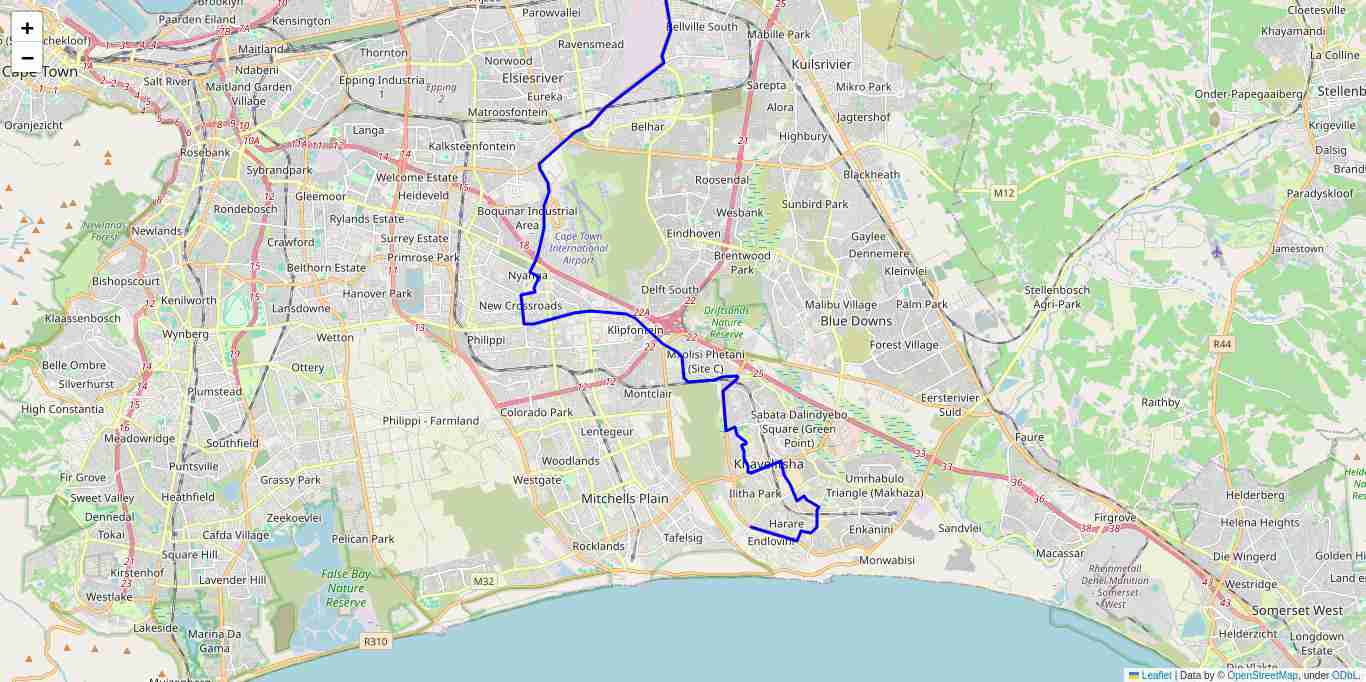 Brooklyn
Paarden Eiland
Kensington
Parowvallei
Bellville South
Mabille Park
Cloetesville
Khayamandi
La Colline
+
−
Cape Town
Maitland
Ndabeni
Thornton
Ravensmead
Norwood
Elsiesriver
Kuilsrivier
Salt River
Maitland Garden
Village
Epping Industria
1
Epping
2
Eureka
Matroosfontein
Sarepta
Mikro Park
Alora
Onder-Papegaaiberg
Stellenb
Oranjezicht
Langa
Belhar
Jagtershof
Highbury
Krigeville
Rosebank
Kalksteenfontein
Dalsig
Brand
Sybrandpark
Welcome Estate
Roosendal
Blackheath
M12
Paradyskloof
Gleemoor
Heideveld
Rondebosch
Rylands Estate
Boquinar Industrial
Area
Wesbank
Sunbird Park
Newlands
Forest
Newlands
Crawford
Surrey Estate
Primrose Park
Cape Town
International
Airport
Eindhoven
Gaylee
Dennemere
Jamestown
Brentwood
Park
Kleinvlei
Belthorn Estate
Bishopscourt
Hanover Park
Nyanga
Delft South
Stellenbosch
Agri-Park
Kenilworth
Lansdowne
New Crossroads
Malibu Village
Palm Park
Klaassenbosch
Driftsands
Nature
Reserve
Blue Downs
Wynberg
Wetton
Philippi
Klipfontein
Forest Village
R44
Belle Ombre
Ottery
(Site C)
Silverhurst
Plumstead
Montclair
Eersterivier
Suid
Raithby
High Constantia
Colorado Park
Philippi - Farmland
Sabata Dalindyebo
Square (Green
Point)
Meadowridge
Southfield
Lentegeur
Faure
Puntsville
Woodlands
Khayelitsha
Fir Grove
Grassy Park
Westgate
Umrhabulo
Triangle (Makhaza)
Sweet Valley
Heathfield
Mitchells Plain
Ilitha Park
Helderberg
Dennedal
Zeekoevlei
Harare
Enkanini
Sandvlei
Firgrove
Helena Heights
Tokai
Cafda Village
Pelican Park
Tafelsig
Endlovini
Square Hill
Rocklands
Macassar
Die Wingerd
Golden Hi
Kirstenhof
Lavender Hill
False Bay
Nature
Reserve
M32
Morwabisi
Rheinmetall
Denel Munition
- Somerset
West
Westridge
Land e
Westlake
Somerset West
Lakeside
Marina Da
Gama
R310
Helderzicht
Longdown
Estate
Muizenberg
Die Vlakte
Leaflet | Data by © OpenStreetMap, under ODbL.